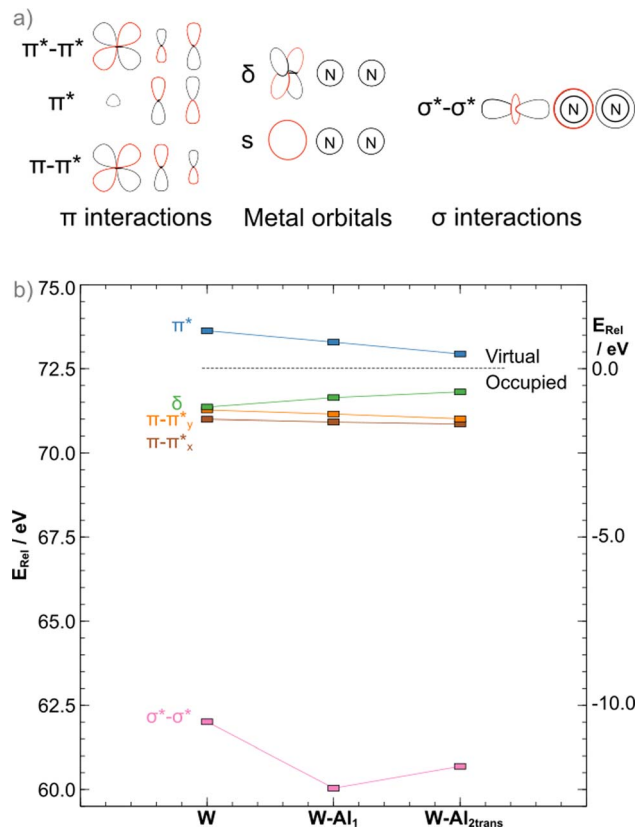 a)
π*-π*
π*
π-π*
δ N N
s N N
σ*-σ* N N
π interactions
Metal orbitals
σ interactions
b)
75.0
72.5
70.0
67.5
65.0
62.5
60.0
E_Rel / eV
π*
δ
π-π*_y
π-π*_x
σ*-σ*
Virtual
Occupied
E_Rel
/ eV
0.0
-5.0
-10.0
W W-Al_1 W-Al_2trans